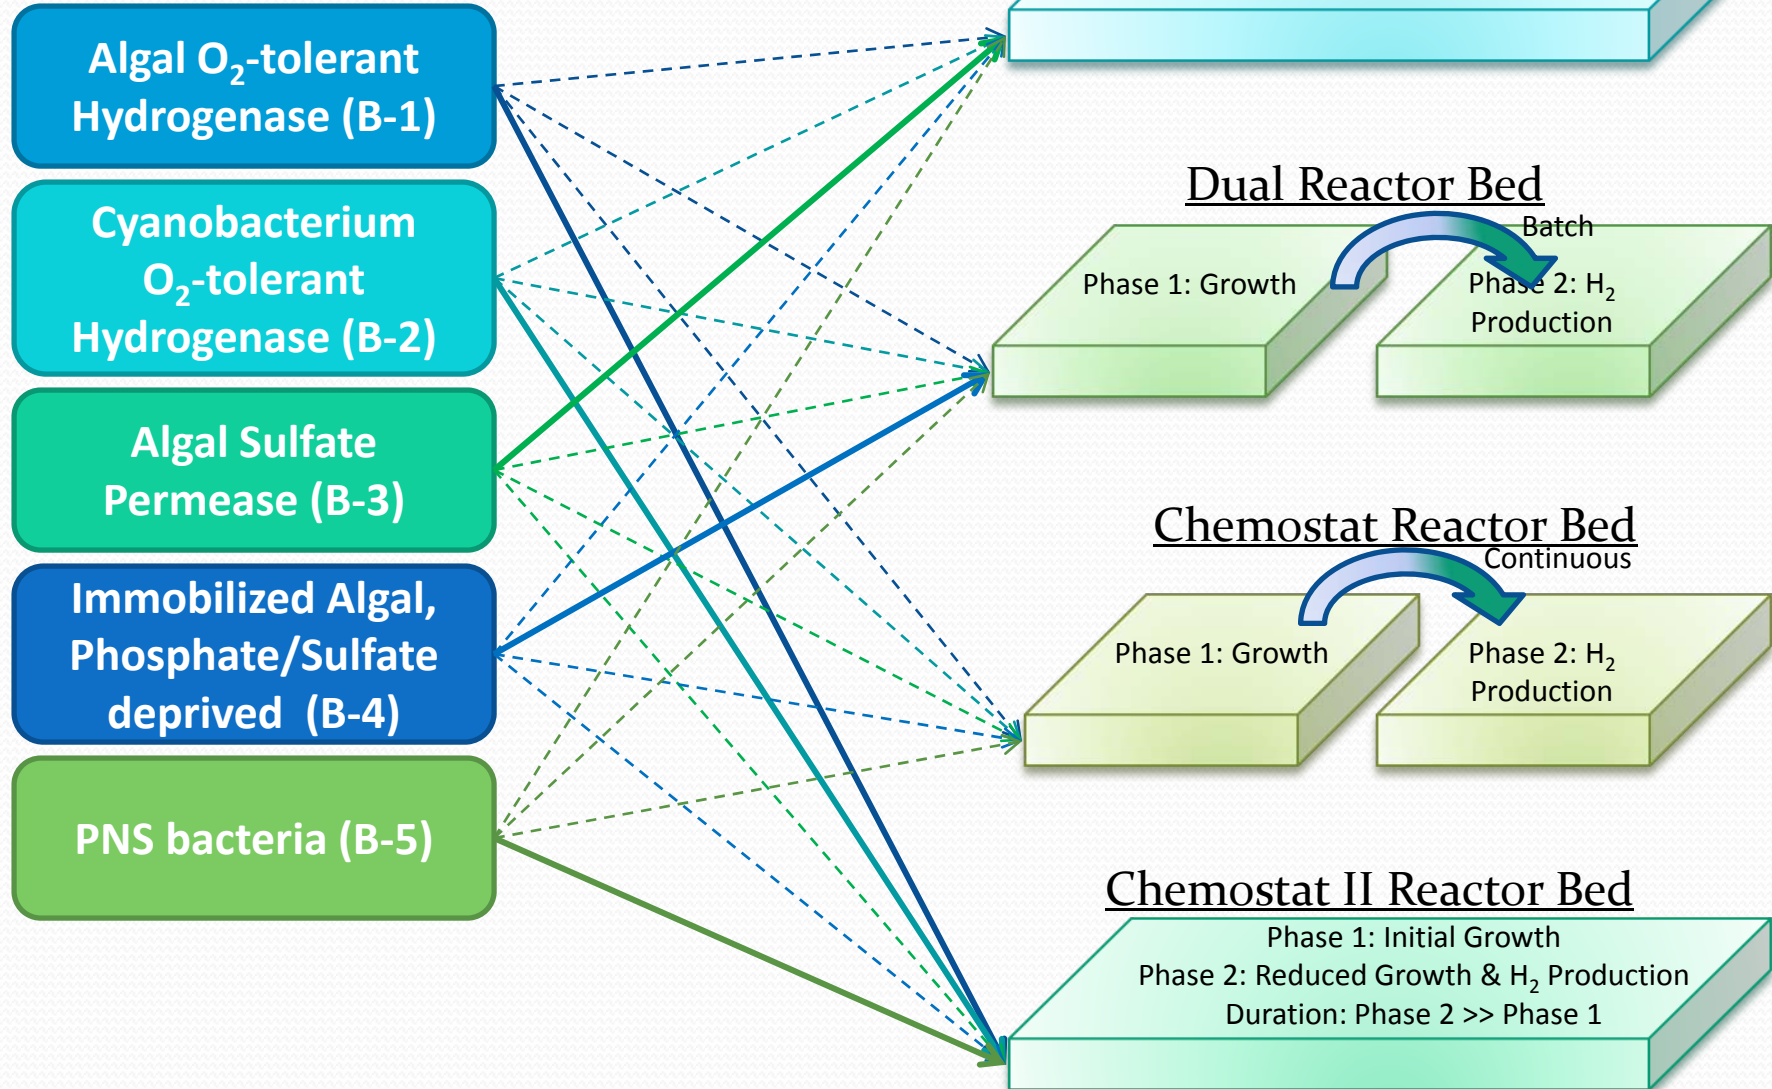 Algal O₂-tolerant
Hydrogenase (B-1)
Cyanobacterium
O₂-tolerant
Hydrogenase (B-2)
Algal Sulfate
Permease (B-3)
Immobilized Algal,
Phosphate/Sulfate
deprived (B-4)
PNS bacteria (B-5)
Dual Reactor Bed
Batch
Phase 1: Growth
Phase 2: H₂
Production
Chemostat Reactor Bed
Continuous
Phase 1: Growth
Phase 2: H₂
Production
Chemostat II Reactor Bed
Phase 1: Initial Growth
Phase 2: Reduced Growth & H₂ Production
Duration: Phase 2 >> Phase 1